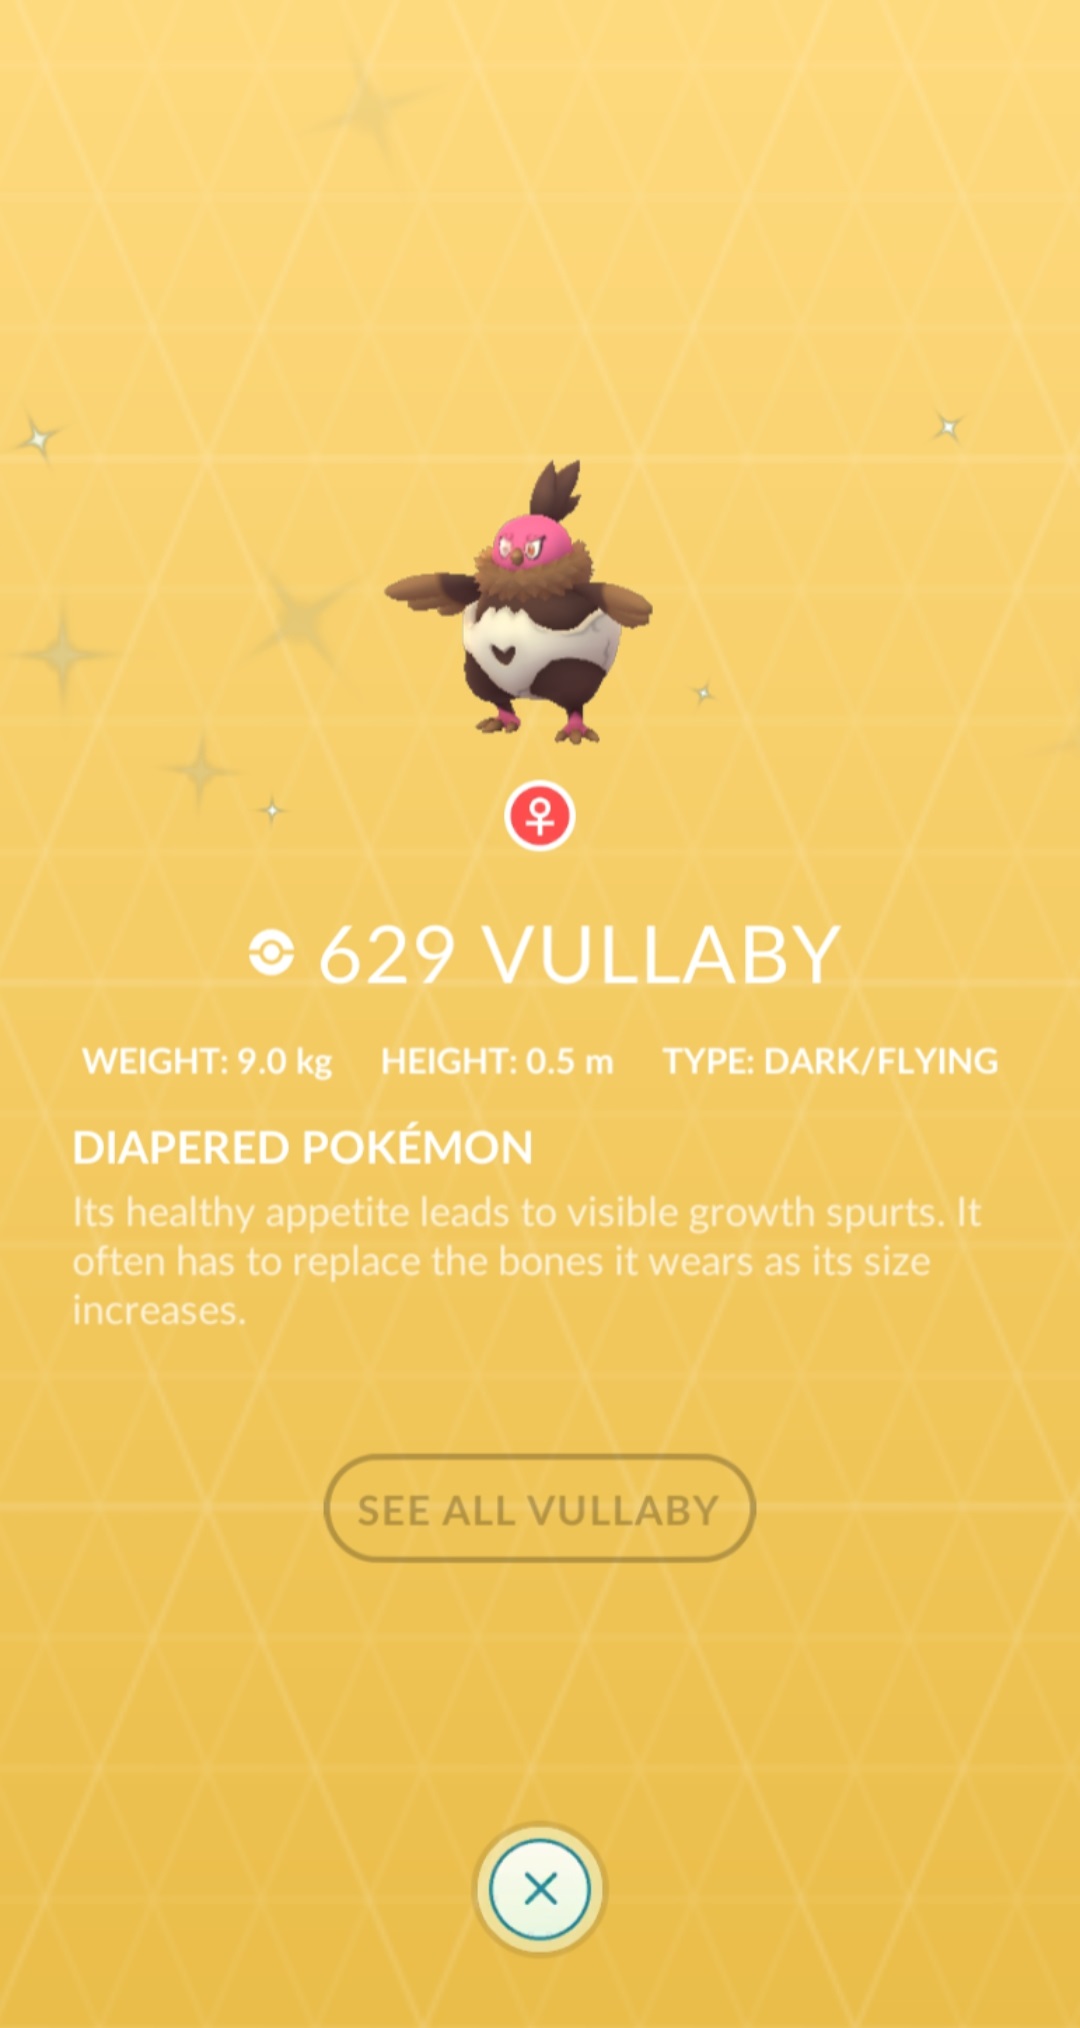 629 VULLABY
WEIGHT: 9.0 kg HEIGHT: 0.5 m TYPE: DARK/FLYING
DIAPERED POKÉMON
Its healthy appetite leads to visible growth spurts. It
often has to replace the bones it wears as its size
increases.
SEE ALL VULLABY